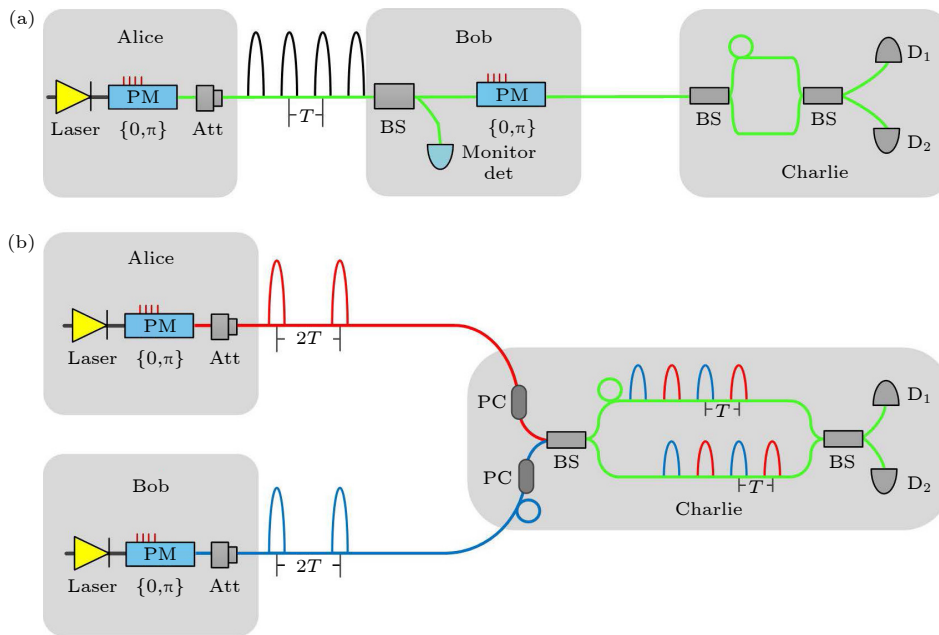 (a)
Alice
Bob
PM
PM
Laser
{0,π}
Att
T
BS
{0,π}
Monitor
det
BS
BS
D1
D2
Charlie
(b)
Alice
PM
Laser
{0,π}
Att
2T
PC
BS
T
T
BS
D1
D2
PC
Charlie
Bob
PM
Laser
{0,π}
Att
2T